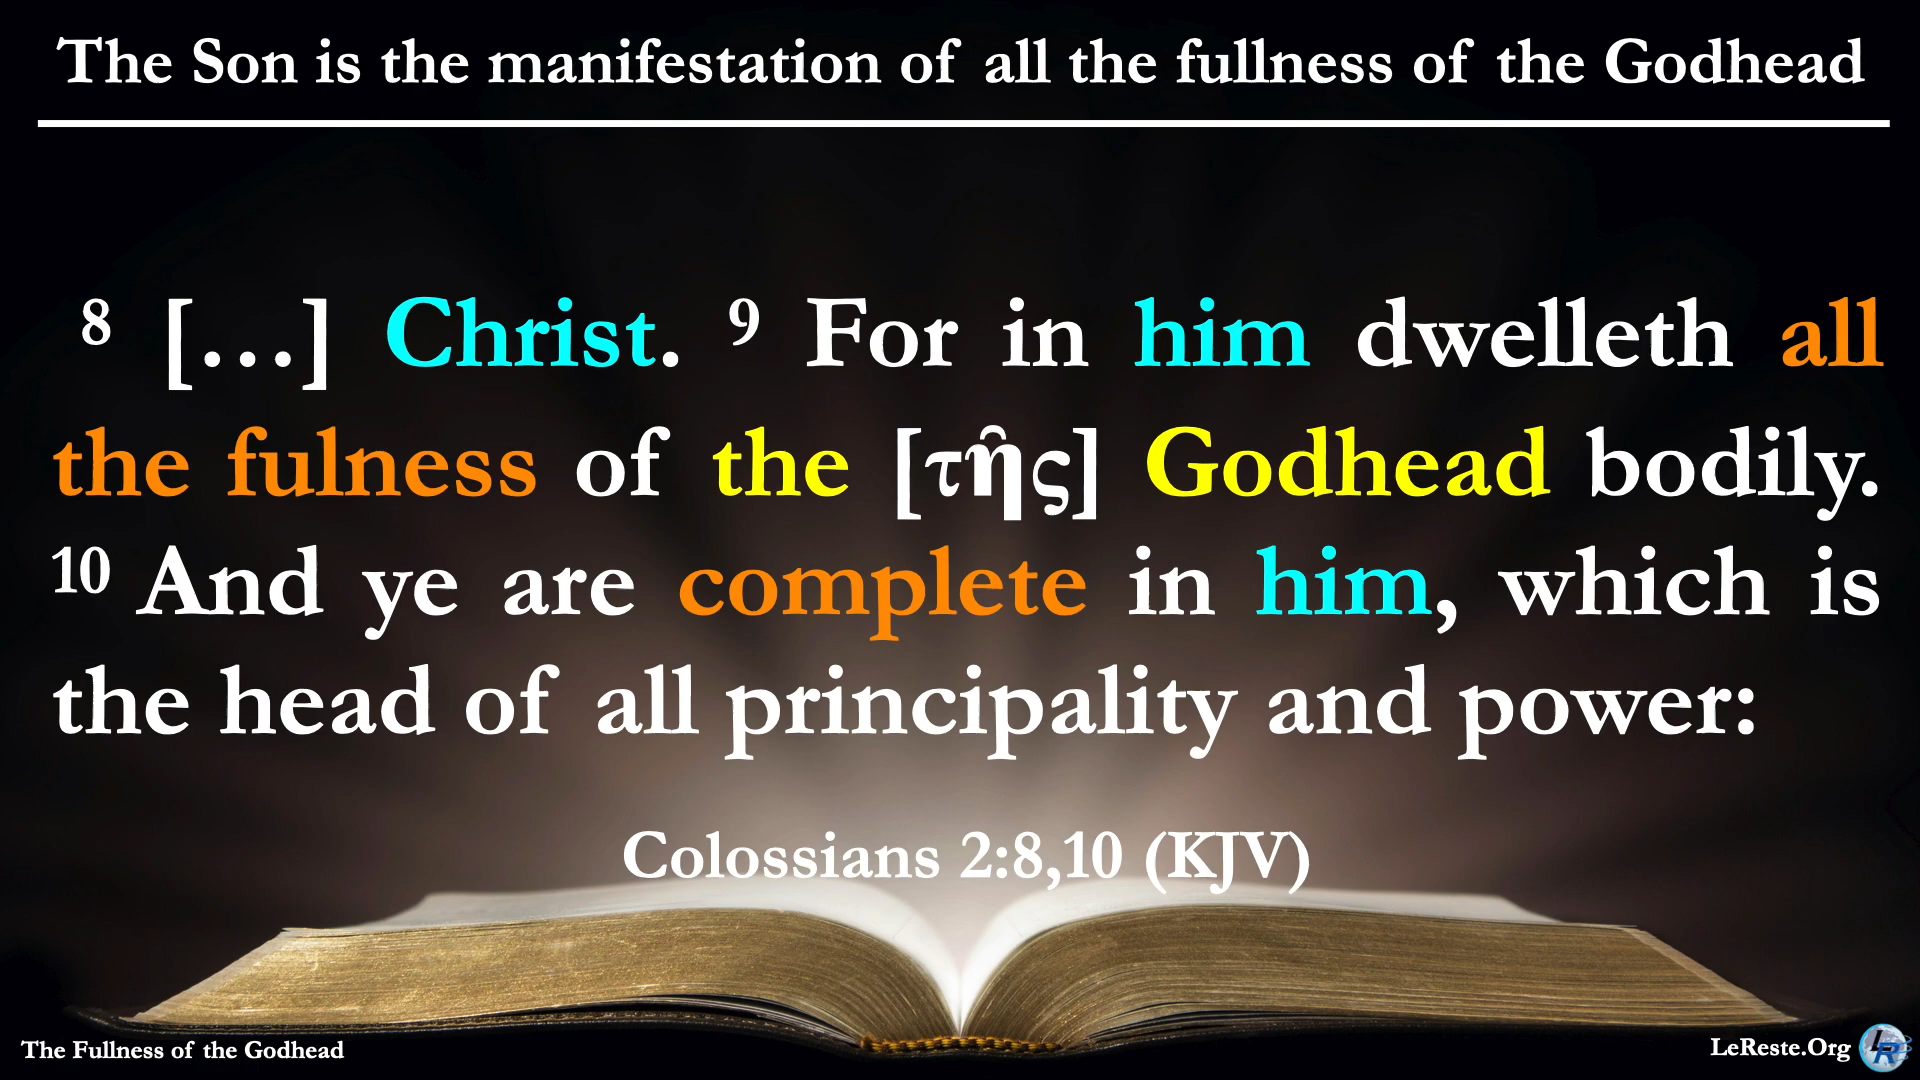 The Son is the manifestation of all the fullness of the Godhead
8 […] Christ. 9 For in him dwelleth all
the fulness of the [τῆς] Godhead bodily.
10 And ye are complete in him, which is
the head of all principality and power:
Colossians 2:8,10 (KJV)
The Fullness of the Godhead
LeReste.Org LR